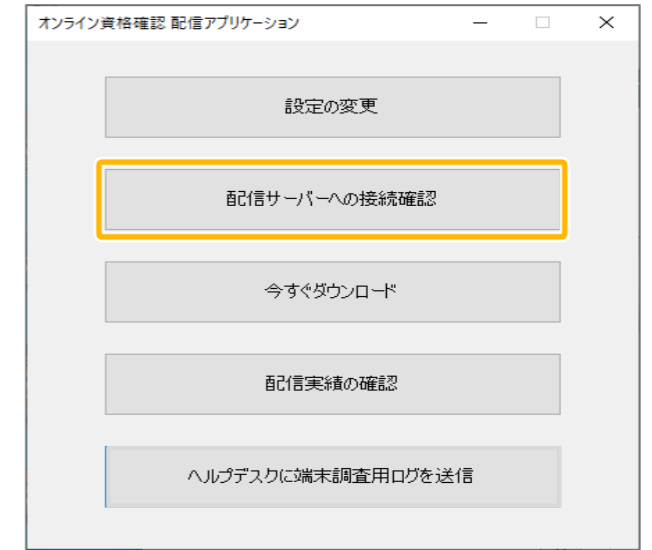 オンライン資格確認 配信アプリケーション
設定の変更
配信サーバーへの接続確認
今すぐダウンロード
配信実績の確認
ヘルプデスクに端末調査用ログを送信